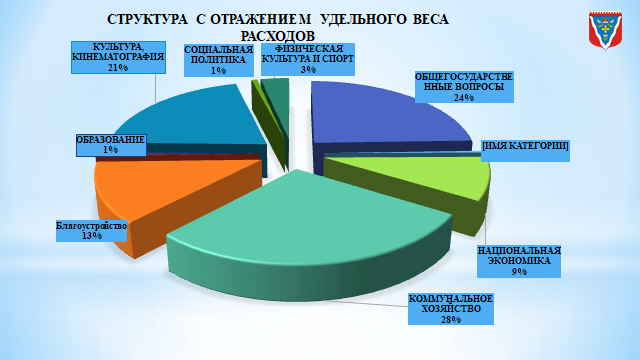 СТРУКТУРА С ОТРАЖЕНИЕМ УДЕЛЬНОГО ВЕСА
РАСХОДОВ
КУЛЬТУРА,
КИНЕМАТОГРАФИЯ
21%
СОЦИАЛЬНАЯ
ПОЛИТИКА
1%
ФИЗИЧЕСКАЯ
КУЛЬТУРА И СПОРТ
3%
ОБЩЕГОСУДАРСТВЕ
ННЫЕ ВОПРОСЫ
24%
[ИМЯ КАТЕГОРИИ]
ОБРАЗОВАНИЕ
1%
Благоустройство
13%
НАЦИОНАЛЬНАЯ
ЭКОНОМИКА
9%
КОММУНАЛЬНОЕ
ХОЗЯЙСТВО
28%